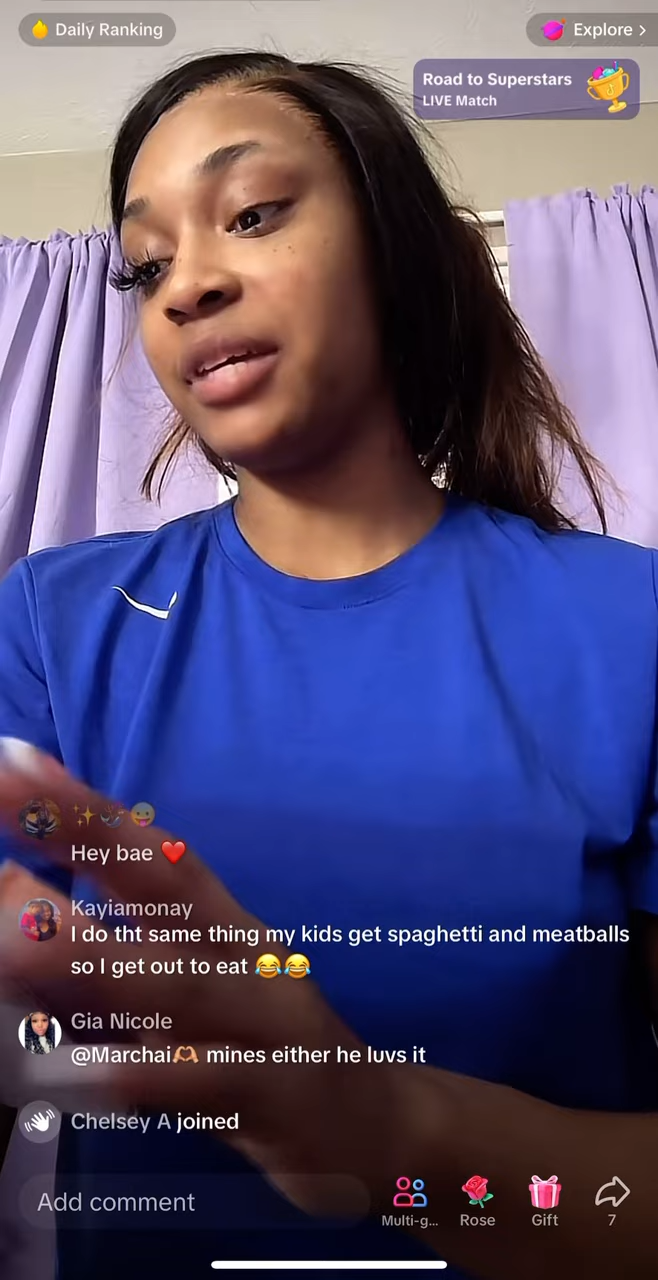 Daily Ranking
Explore >
Road to Superstars
LIVE Match
✨ 😛
Hey bae ❤️
Kayiamonay
I do tht same thing my kids get spaghetti and meatballs
so I get out to eat 😂😂
Gia Nicole
@Marchai🫶🏽 mines either he luvs it
Chelsey A joined
Add comment
Multi-g...
Rose
Gift
7